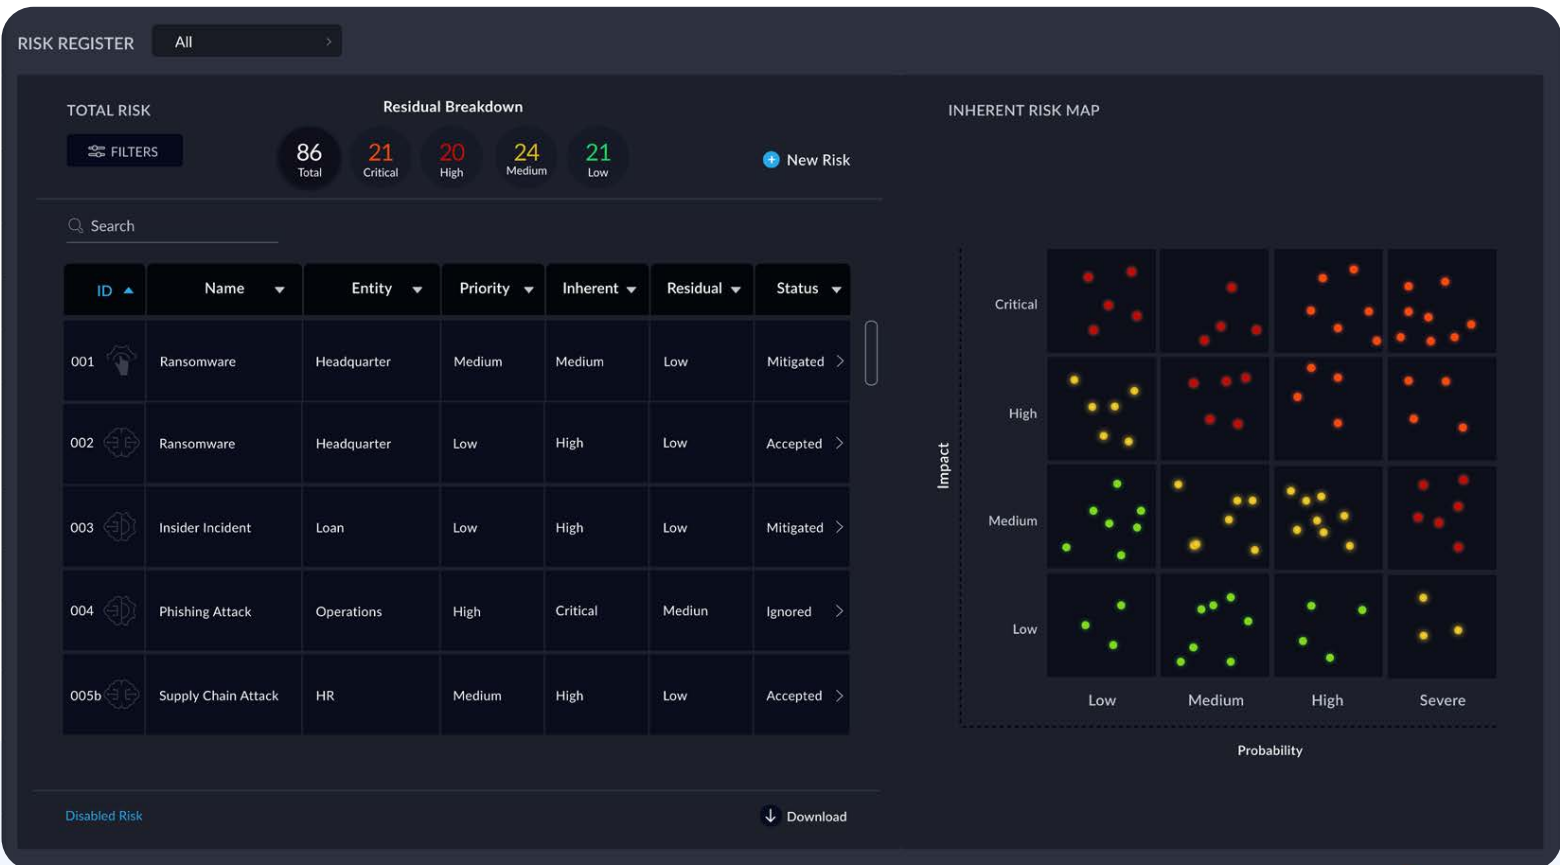 RISK REGISTER All
TOTAL RISK
Residual Breakdown
FILTERS
86 21 20 24 21
Total Critical High Medium Low
New Risk
Search
ID Name Entity Priority Inherent Residual Status
001 Ransomware Headquarter Medium Medium Low Mitigated
002 Ransomware Headquarter Low High Low Accepted
003 Insider Incident Loan Low High Low Mitigated
004 Phishing Attack Operations High Critical Mediun Ignored
005b Supply Chain Attack HR Medium High Low Accepted
Disabled Risk
Download
INHERENT RISK MAP
Critical
High
Impact
Medium
Low
Low Medium High Severe
Probability